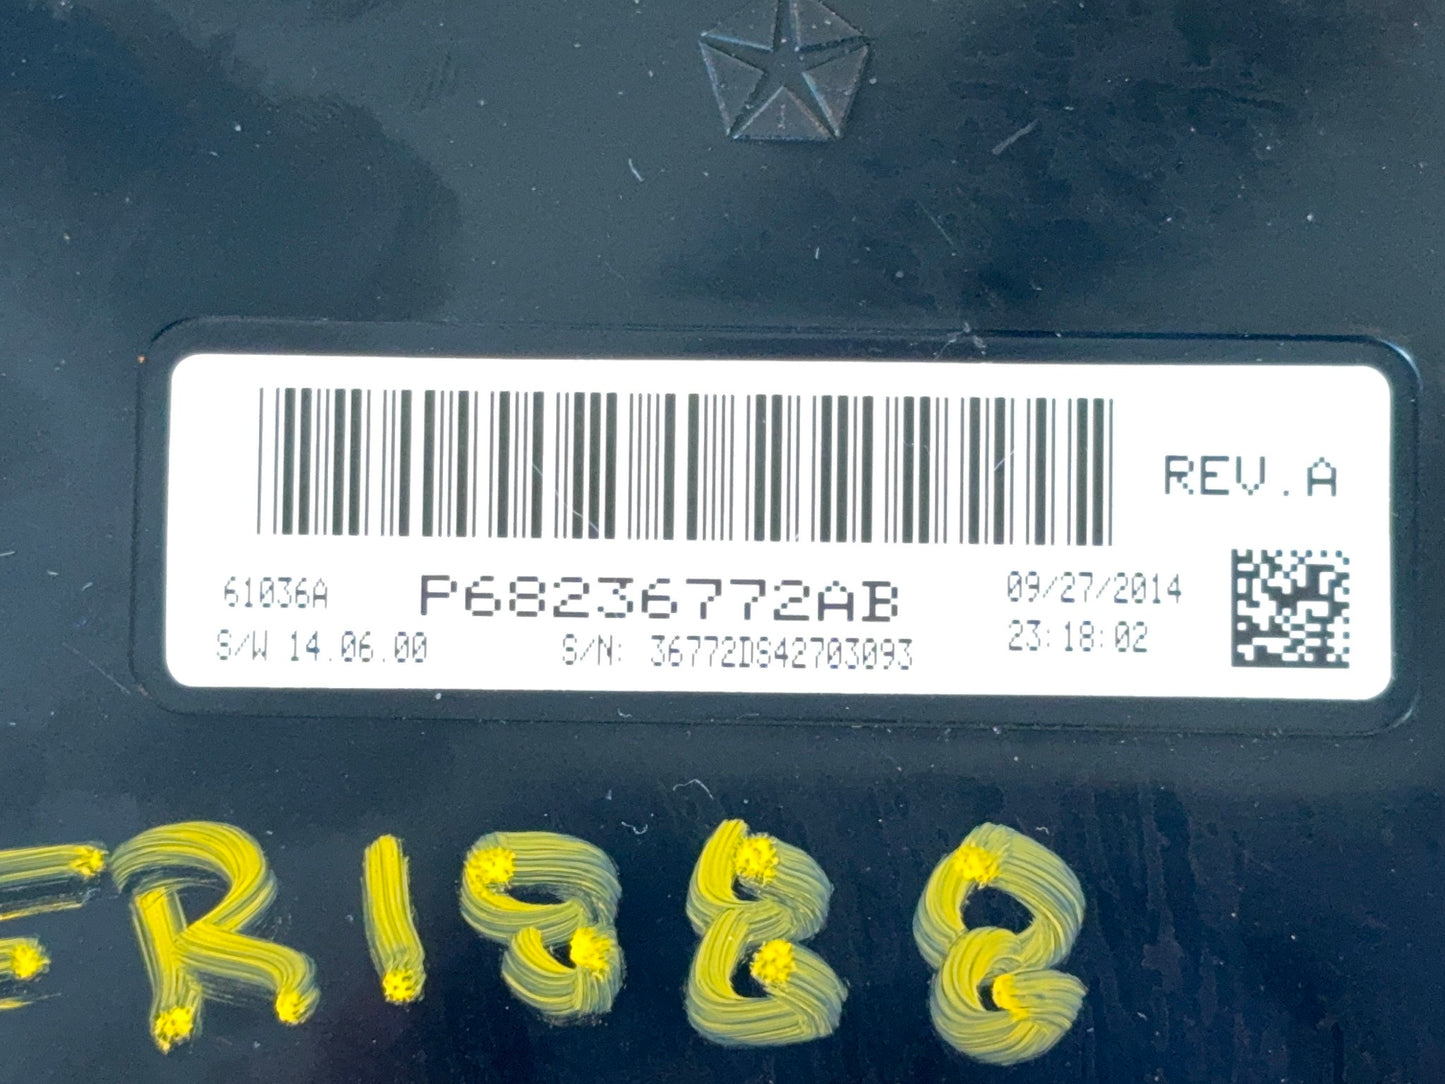 REV.A
61036A P68236772AB 09/27/2014
S/W 14.06.00 S/N: 36772DS42703093 23:18:02
ER1988